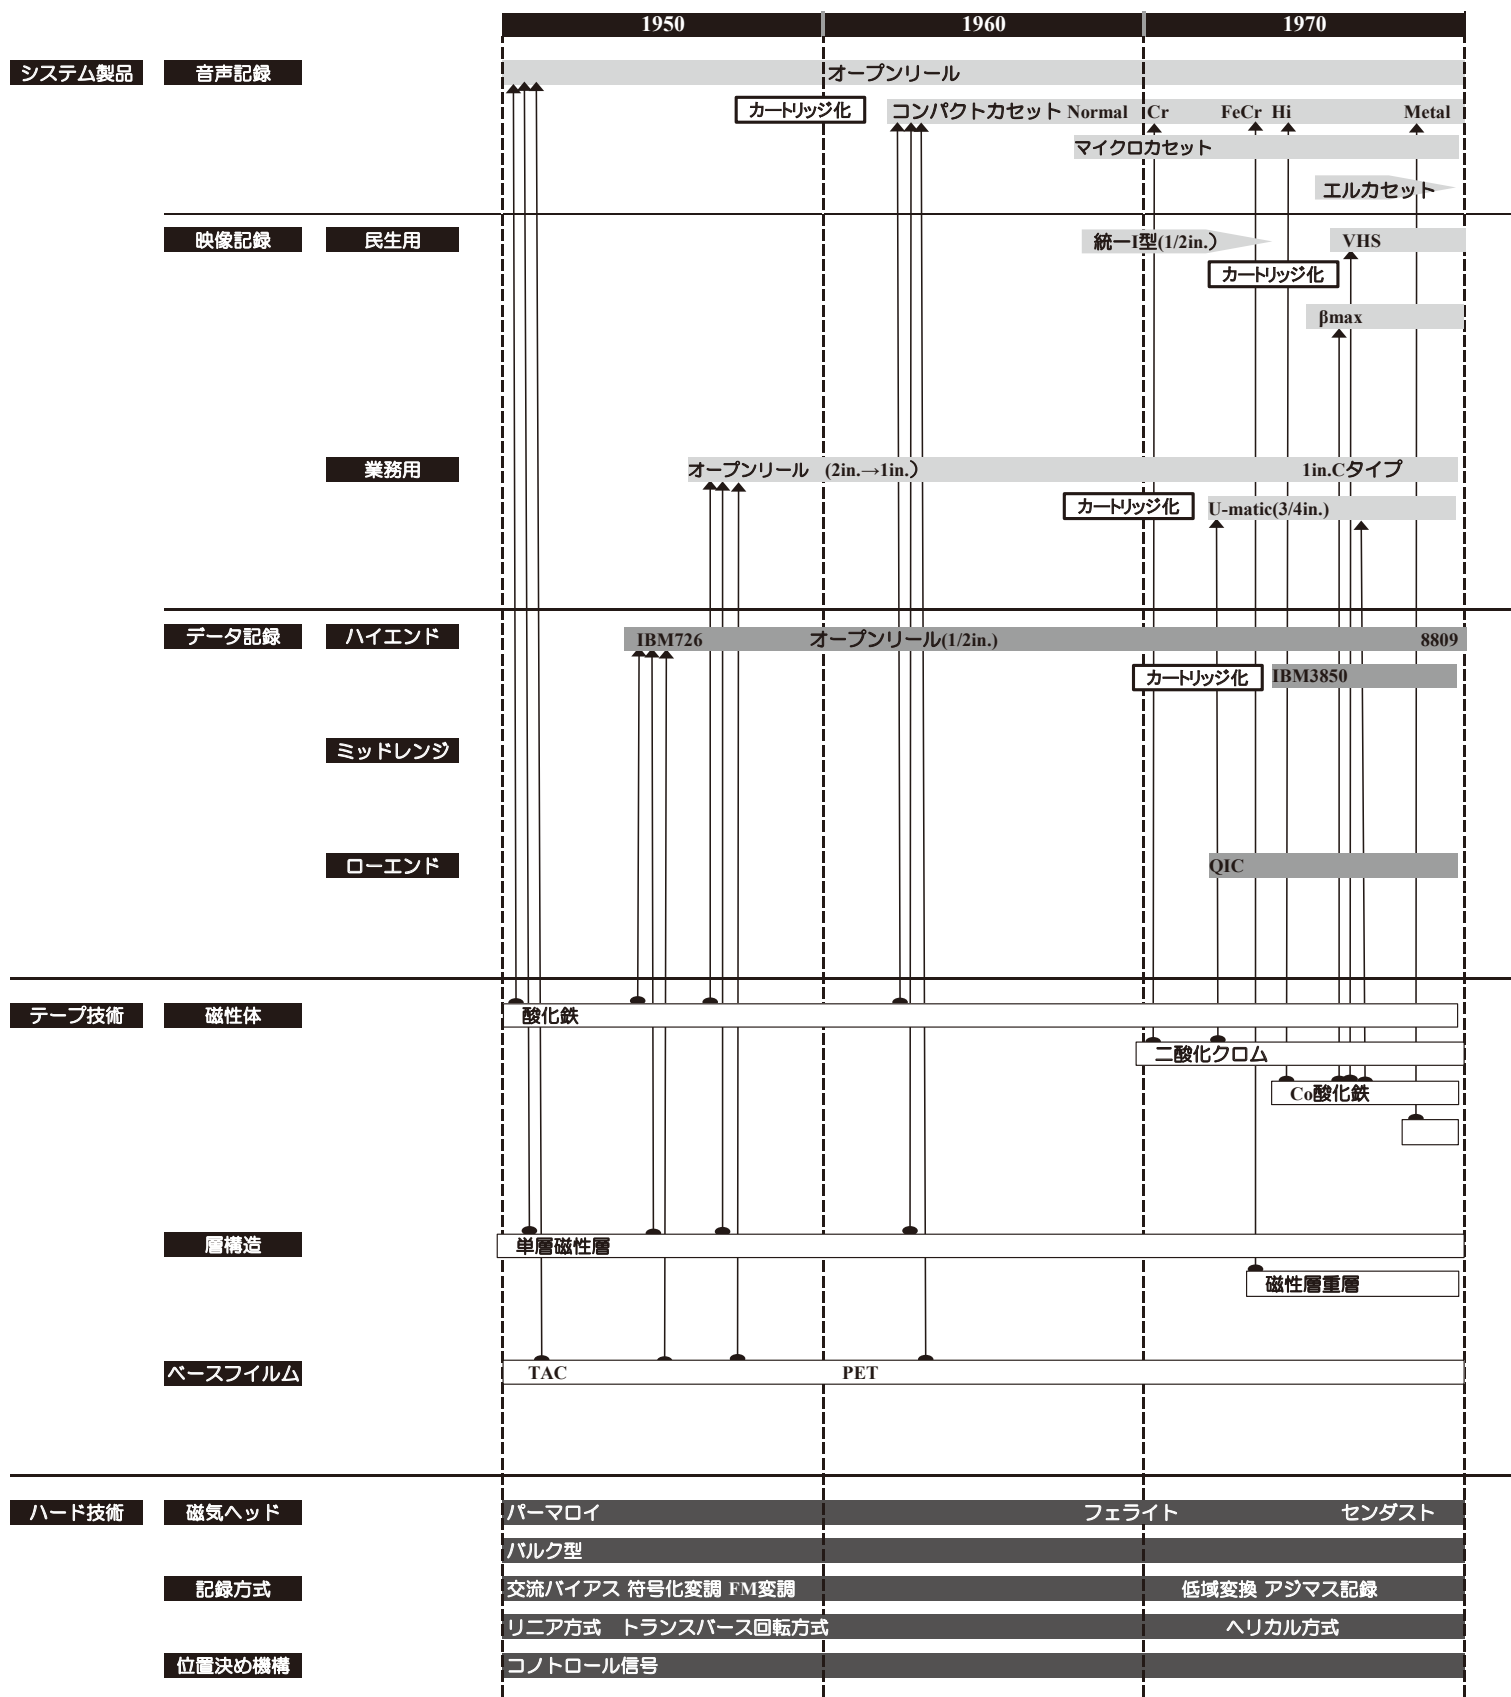 1950 1960 1970
システム製品 音声記録 オープンリール
カートリッジ化 コンパクトカセット Normal Cr FeCr Hi Metal
マイクロカセット
エルカセット
映像記録 民生用 統一I型(1/2in.) VHS
カートリッジ化
βmax
業務用 オープンリール (2in.→1in.) 1in.Cタイプ
カートリッジ化 U-matic(3/4in.)
データ記録 ハイエンド IBM726 オープンリール(1/2in.) 8809
カートリッジ化 IBM3850
ミッドレンジ
ローエンド QIC
テープ技術 磁性体 酸化鉄
二酸化クロム
Co酸化鉄
層構造 単層磁性層
磁性層重層
ベースフイルム TAC PET
ハード技術 磁気ヘッド パーマロイ フェライト センダスト
バルク型
記録方式 交流バイアス 符号化変調 FM変調 低域変換 アジマス記録
リニア方式 トランスバース回転方式 ヘリカル方式
位置決め機構 コノトロール信号